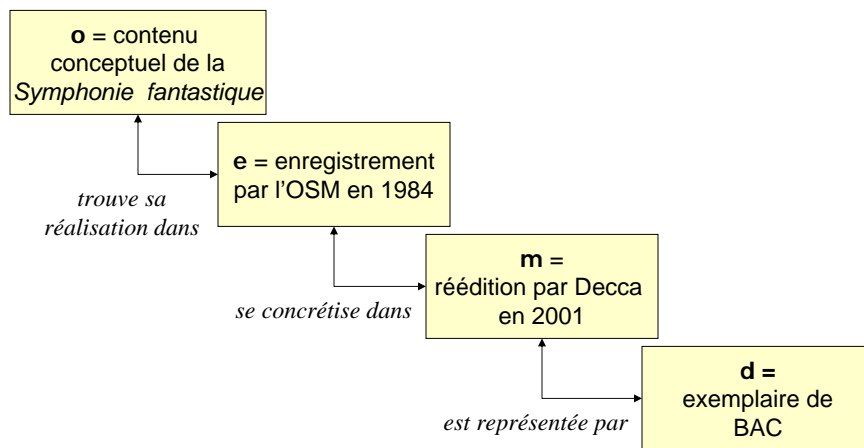 o = contenu
conceptuel de la
Symphonie fantastique
e = enregistrement
par l'OSM en 1984
trouve sa
réalisation dans
m =
réédition par Decca
en 2001
se concrétise dans
d =
exemplaire de
BAC
est représentée par